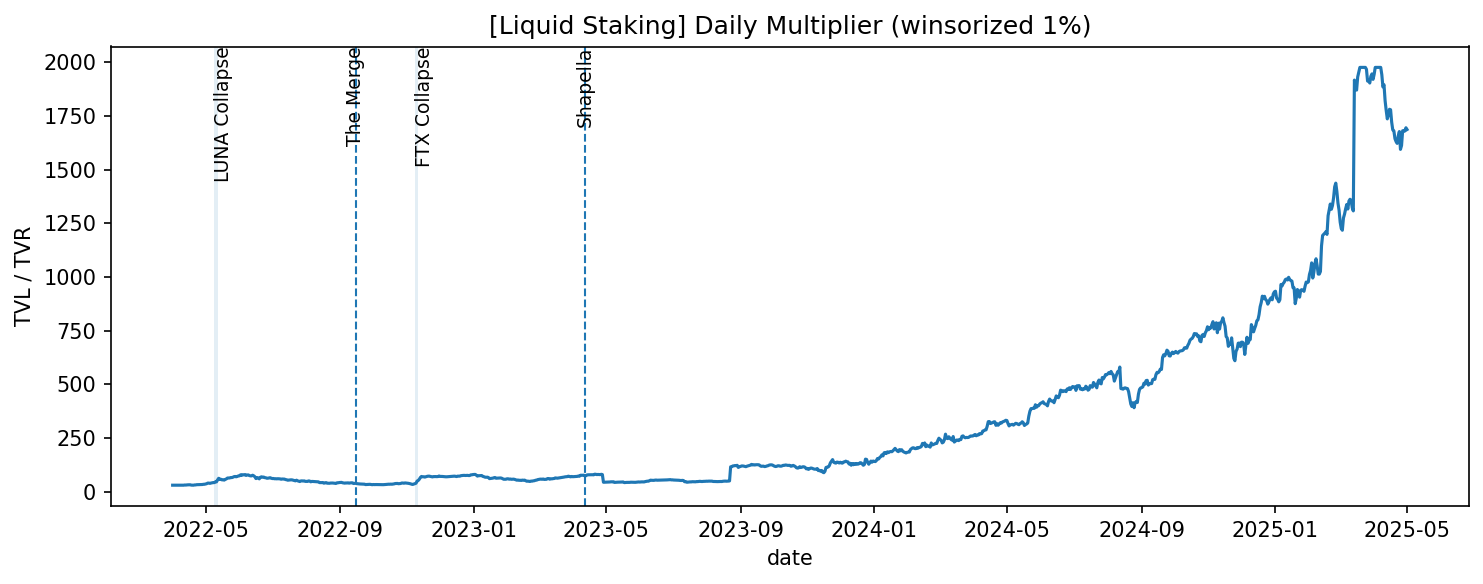 [Liquid Staking] Daily Multiplier (winsorized 1%)
TVL / TVR
2000
1750
1500
1250
1000
750
500
250
0
LUNA Collapse
The Merge
FTX Collapse
Shapella
2022-05
2022-09
2023-01
2023-05
2023-09
2024-01
2024-05
2024-09
2025-01
2025-05
date